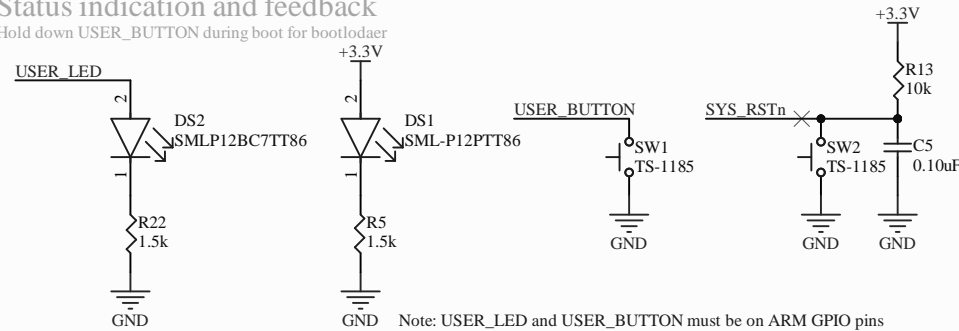 Status indication and feedback
Hold down USER_BUTTON during boot for bootlodaer
USER_LED
2
DS2
SMLP12BC7TT86
1
R22
1.5k
GND
+3.3V
2
DS1
SML-P12PTT86
1
R5
1.5k
GND
USER_BUTTON
SW1
TS-1185
GND
SYS_RSTn
SW2
TS-1185
GND
+3.3V
R13
10k
C5
0.10uF
GND
Note: USER_LED and USER_BUTTON must be on ARM GPIO pins